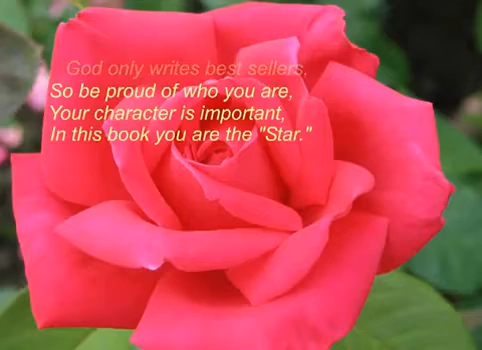 God only writes best sellers,
So be proud of who you are,
Your character is important,
In this book you are the "Star."